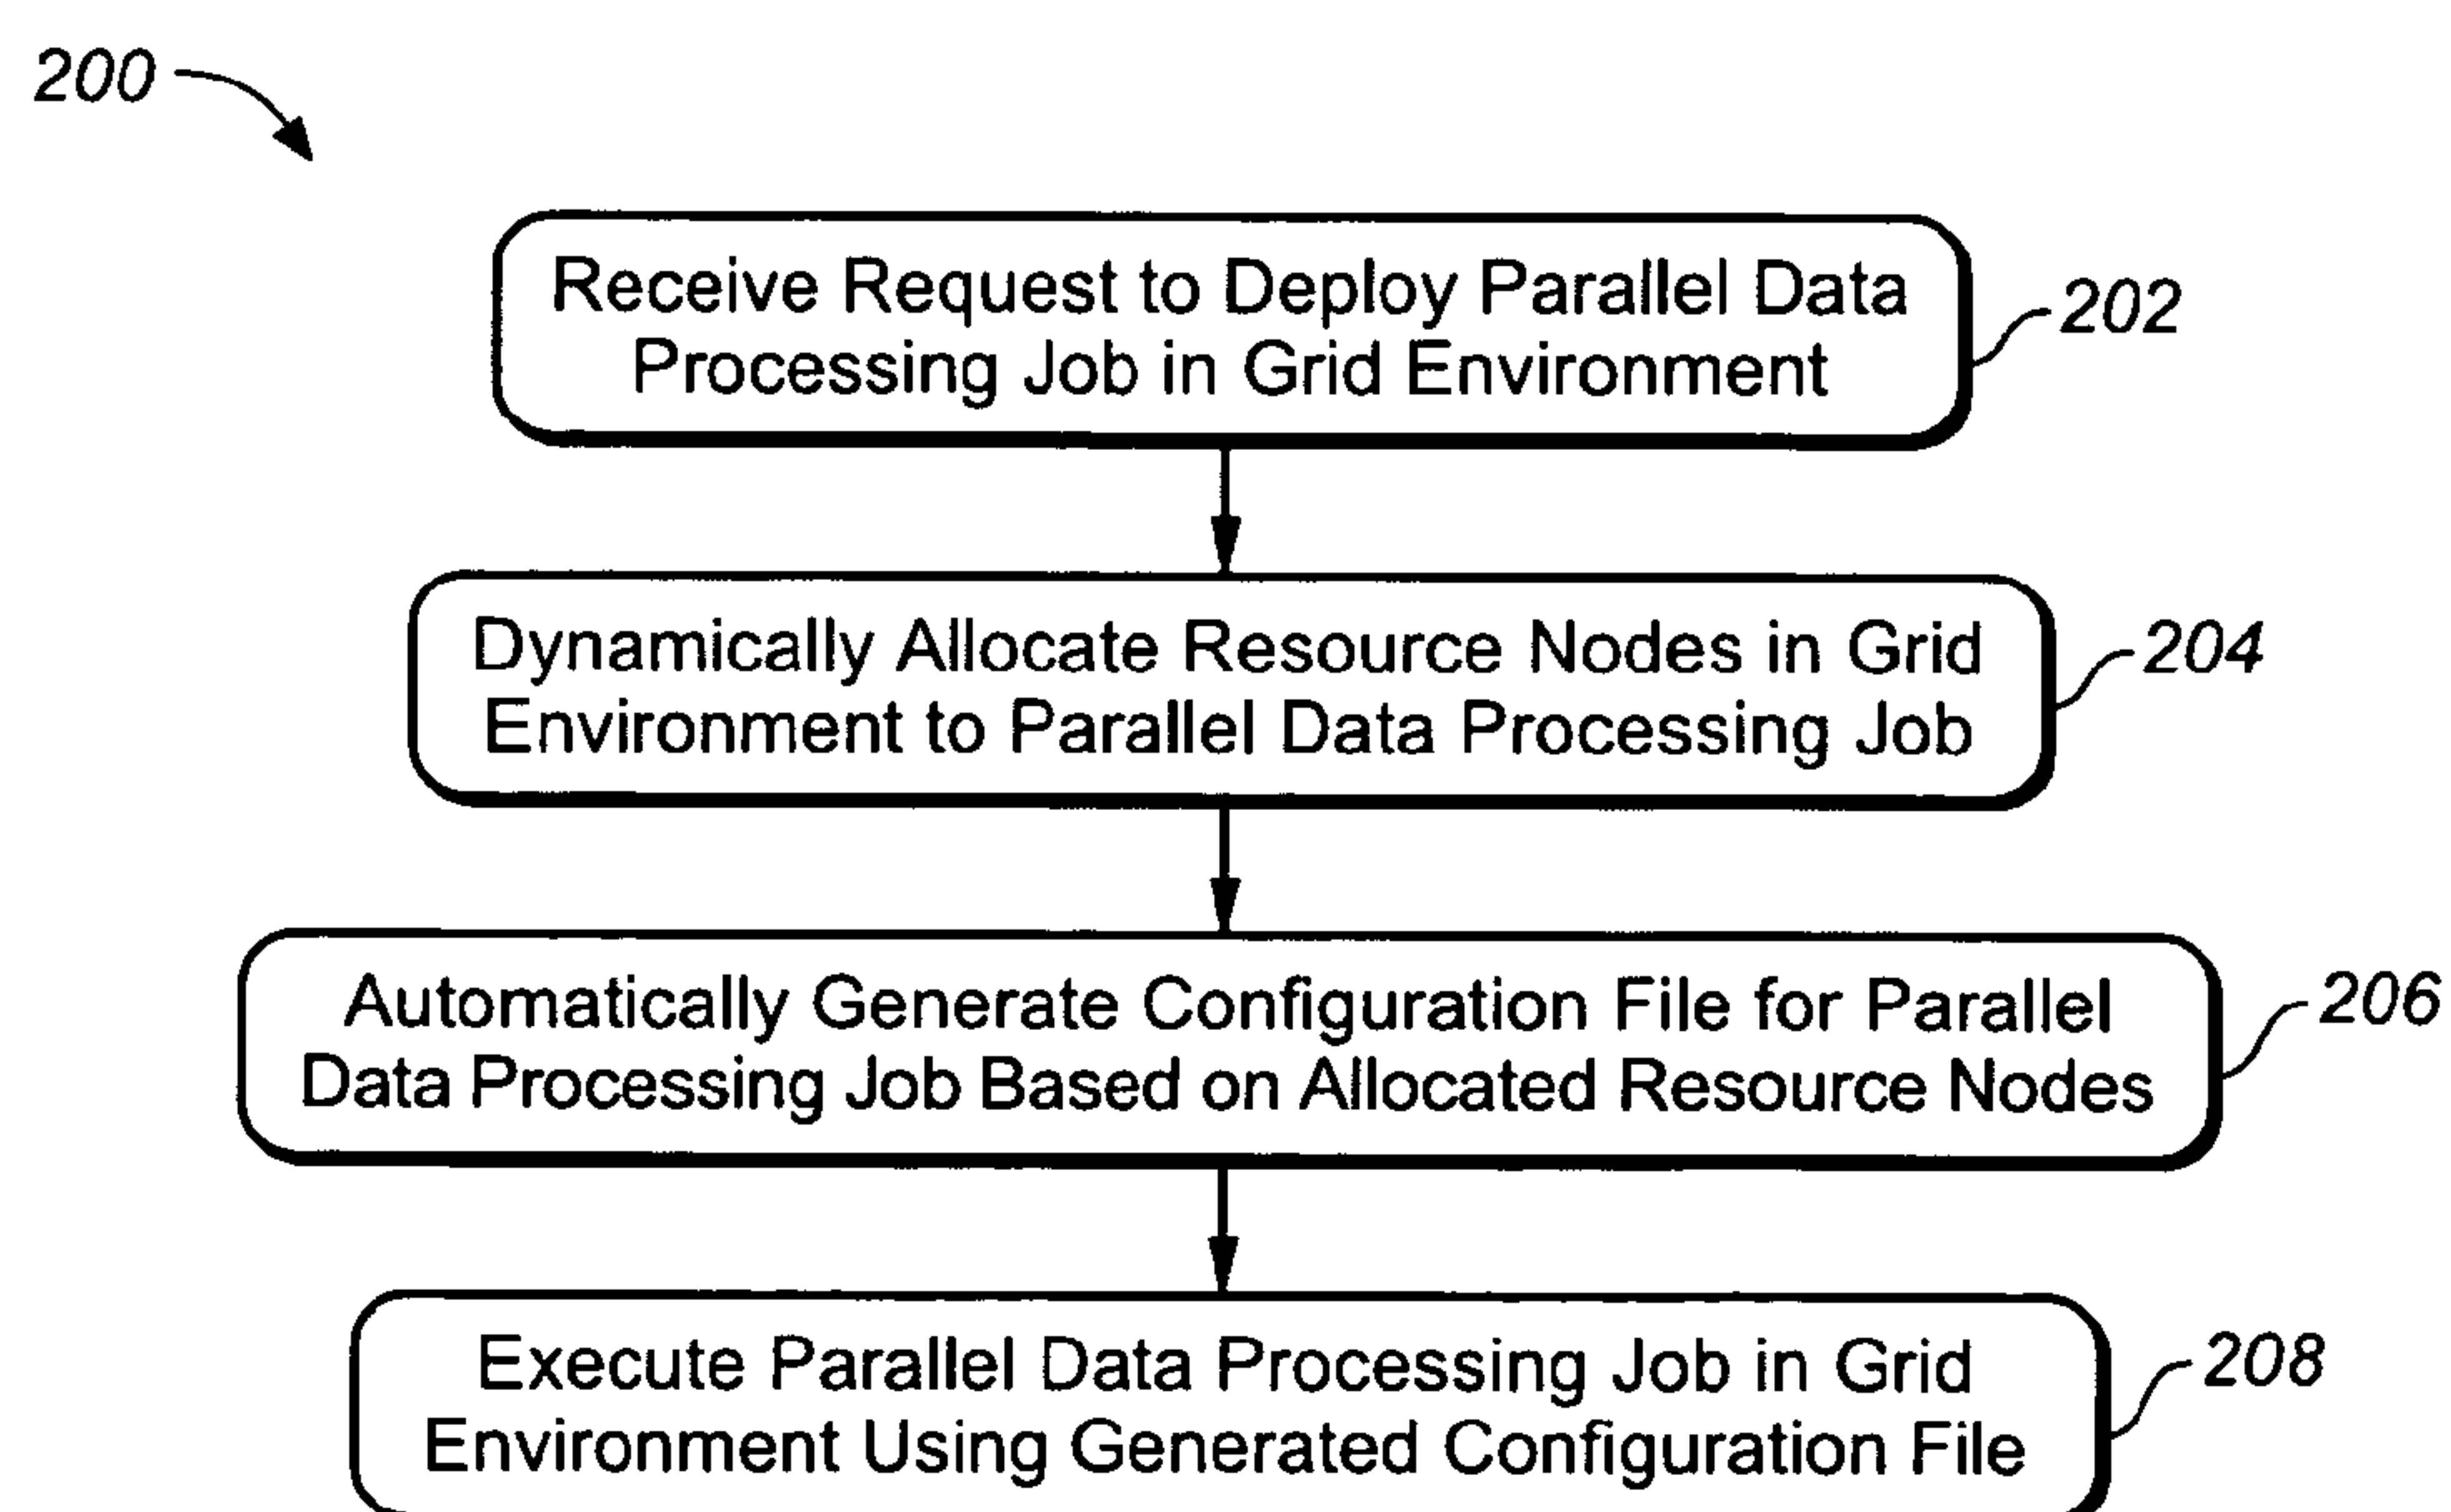 200
Receive Request to Deploy Parallel Data
Processing Job in Grid Environment
202
Dynamically Allocate Resource Nodes in Grid
Environment to Parallel Data Processing Job
204
Automatically Generate Configuration File for Parallel
Data Processing Job Based on Allocated Resource Nodes
206
Execute Parallel Data Processing Job in Grid
Environment Using Generated Configuration File
208